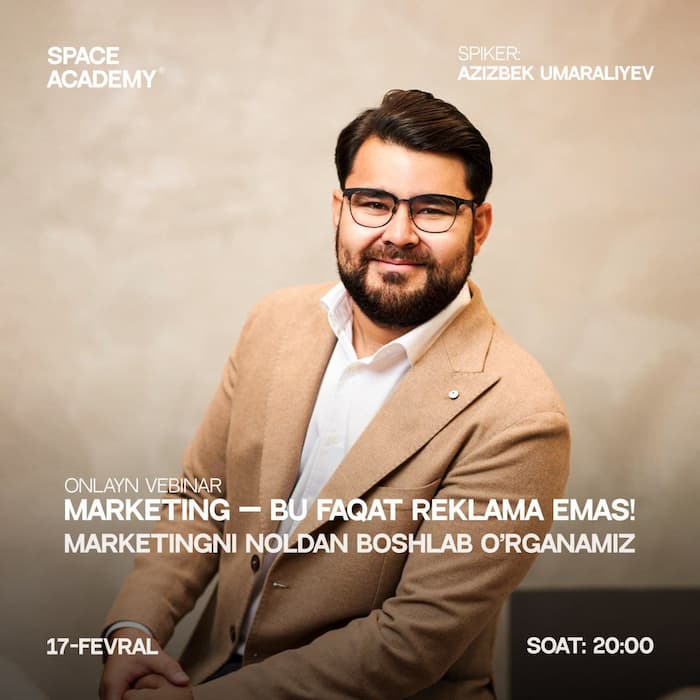 SPACE
ACADEMY
SPIKER:
AZIZBEK UMARALIYEV
ONLAYN VEBINAR
MARKETING — BU FAQAT REKLAMA EMAS!
MARKETINGNI NOLDAN BOSHLAB O’RGANAMIZ
17-FEVRAL
SOAT: 20:00